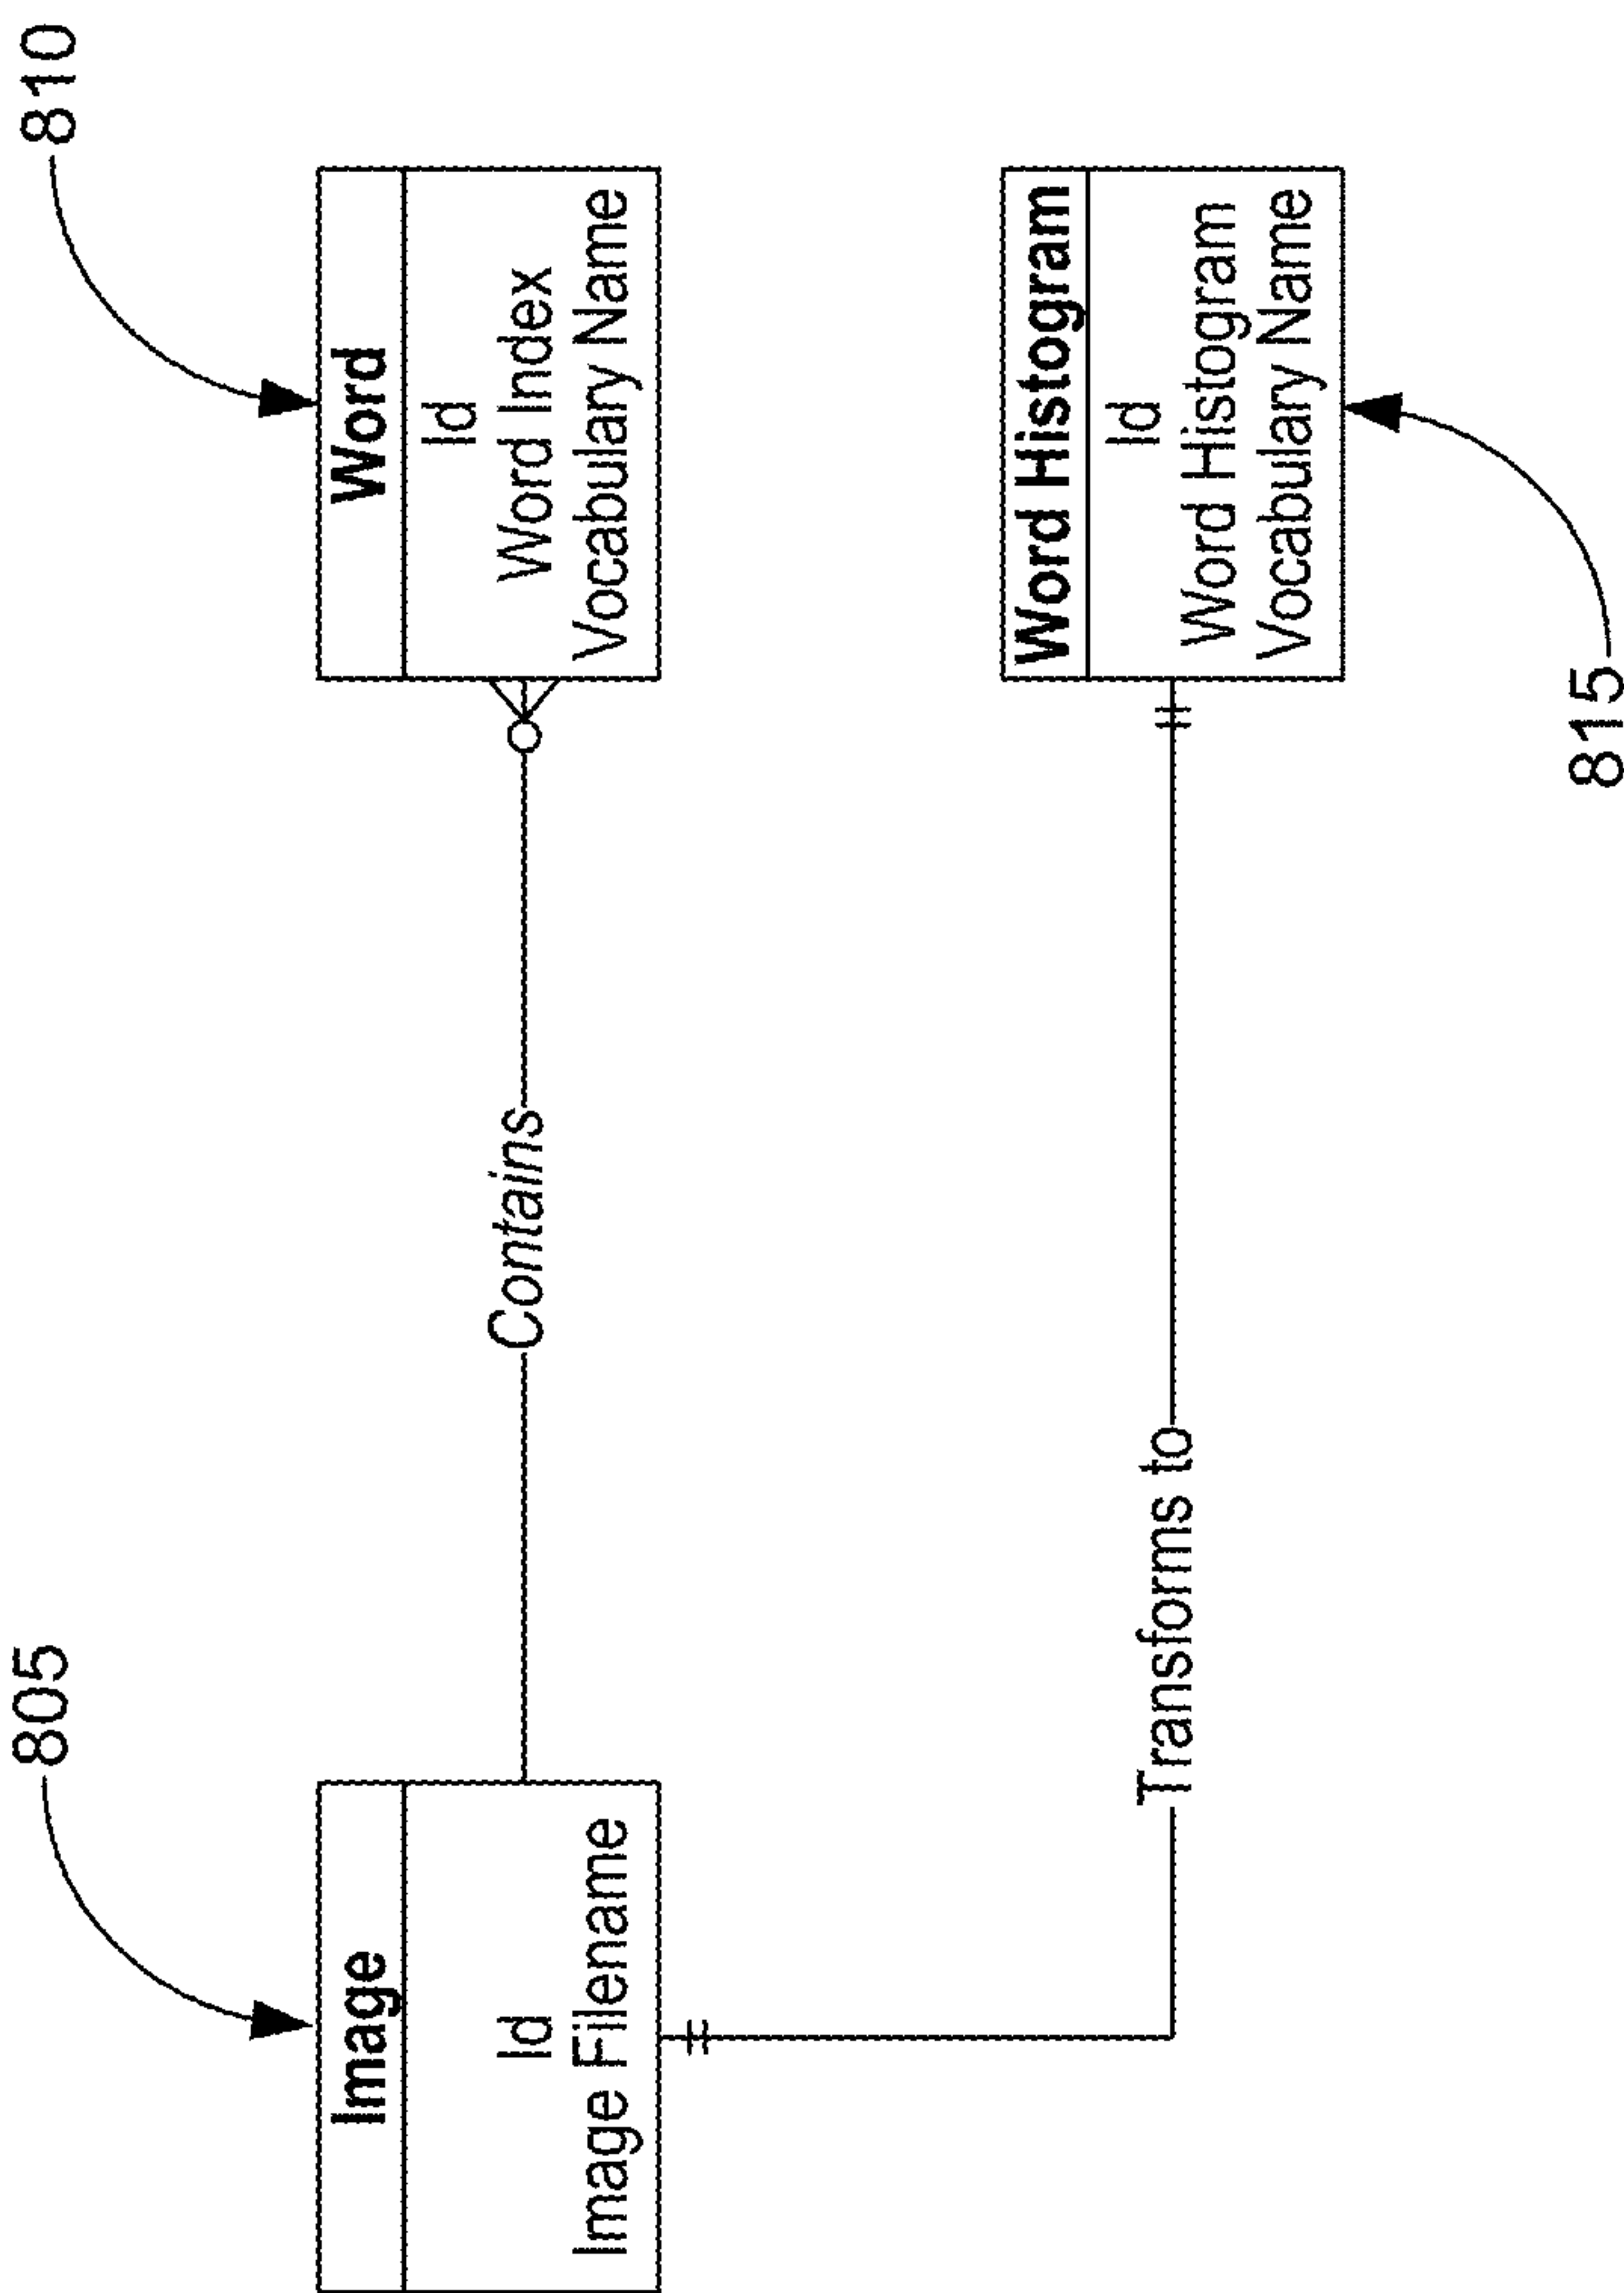 805
810
Image
Id
Image Filename
Contains
Word
Id
Word Index
Vocabulary Name
Transforms to
Word Histogram
Id
Word Histogram
Vocabulary Name
815